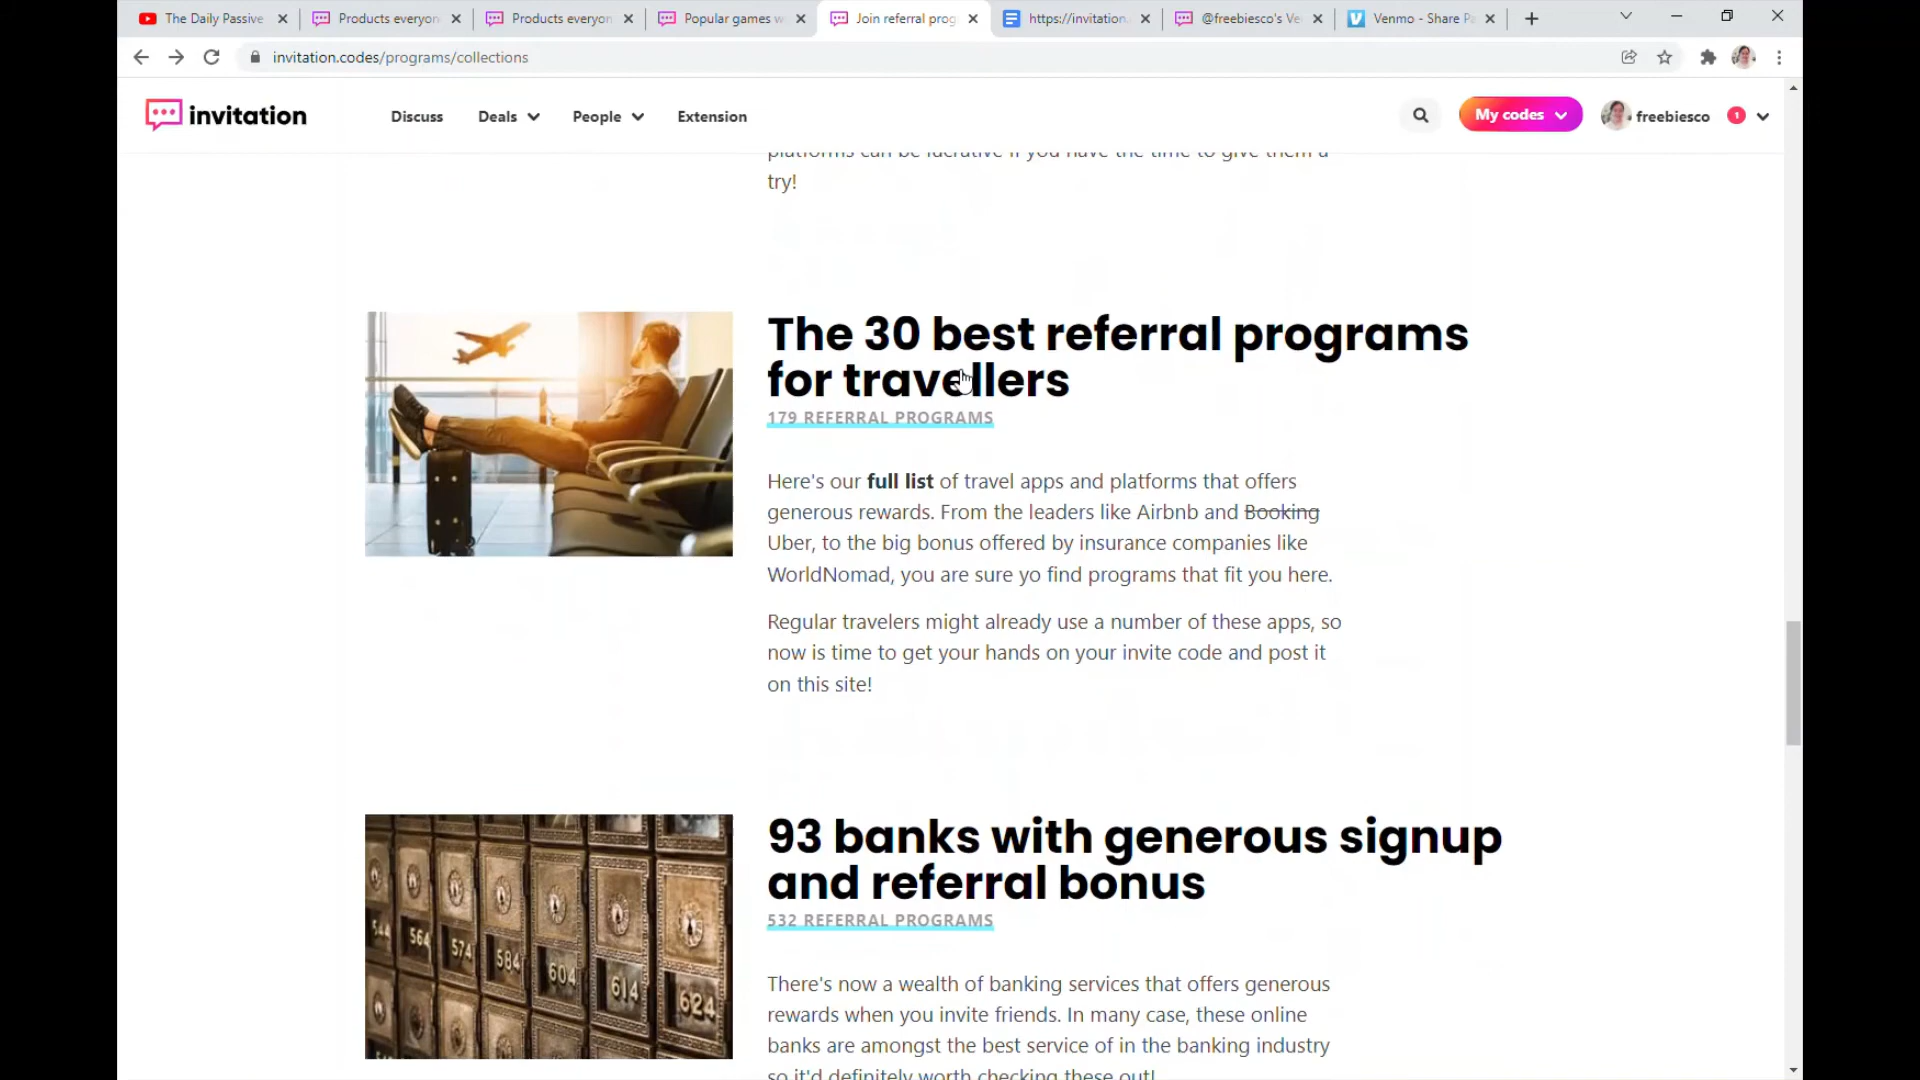 The Daily Passive
Products everyon
Products everyon
Popular games w
Join referral prog
https://invitation.
@freebiesco's Ve
Venmo - Share Pa
invitation.codes/programs/collections
invitation
Discuss
Deals
People
Extension
My codes
freebiesco
1
platforms can be lucrative if you have the time to give them a
try!
The 30 best referral programs
for travellers
179 REFERRAL PROGRAMS
Here's our full list of travel apps and platforms that offers
generous rewards. From the leaders like Airbnb and Booking
Uber, to the big bonus offered by insurance companies like
WorldNomad, you are sure yo find programs that fit you here.
Regular travelers might already use a number of these apps, so
now is time to get your hands on your invite code and post it
on this site!
93 banks with generous signup
and referral bonus
532 REFERRAL PROGRAMS
There's now a wealth of banking services that offers generous
rewards when you invite friends. In many case, these online
banks are amongst the best service of in the banking industry
so it'd definitely worth checking these out!
544
564
574
584
604
614
624